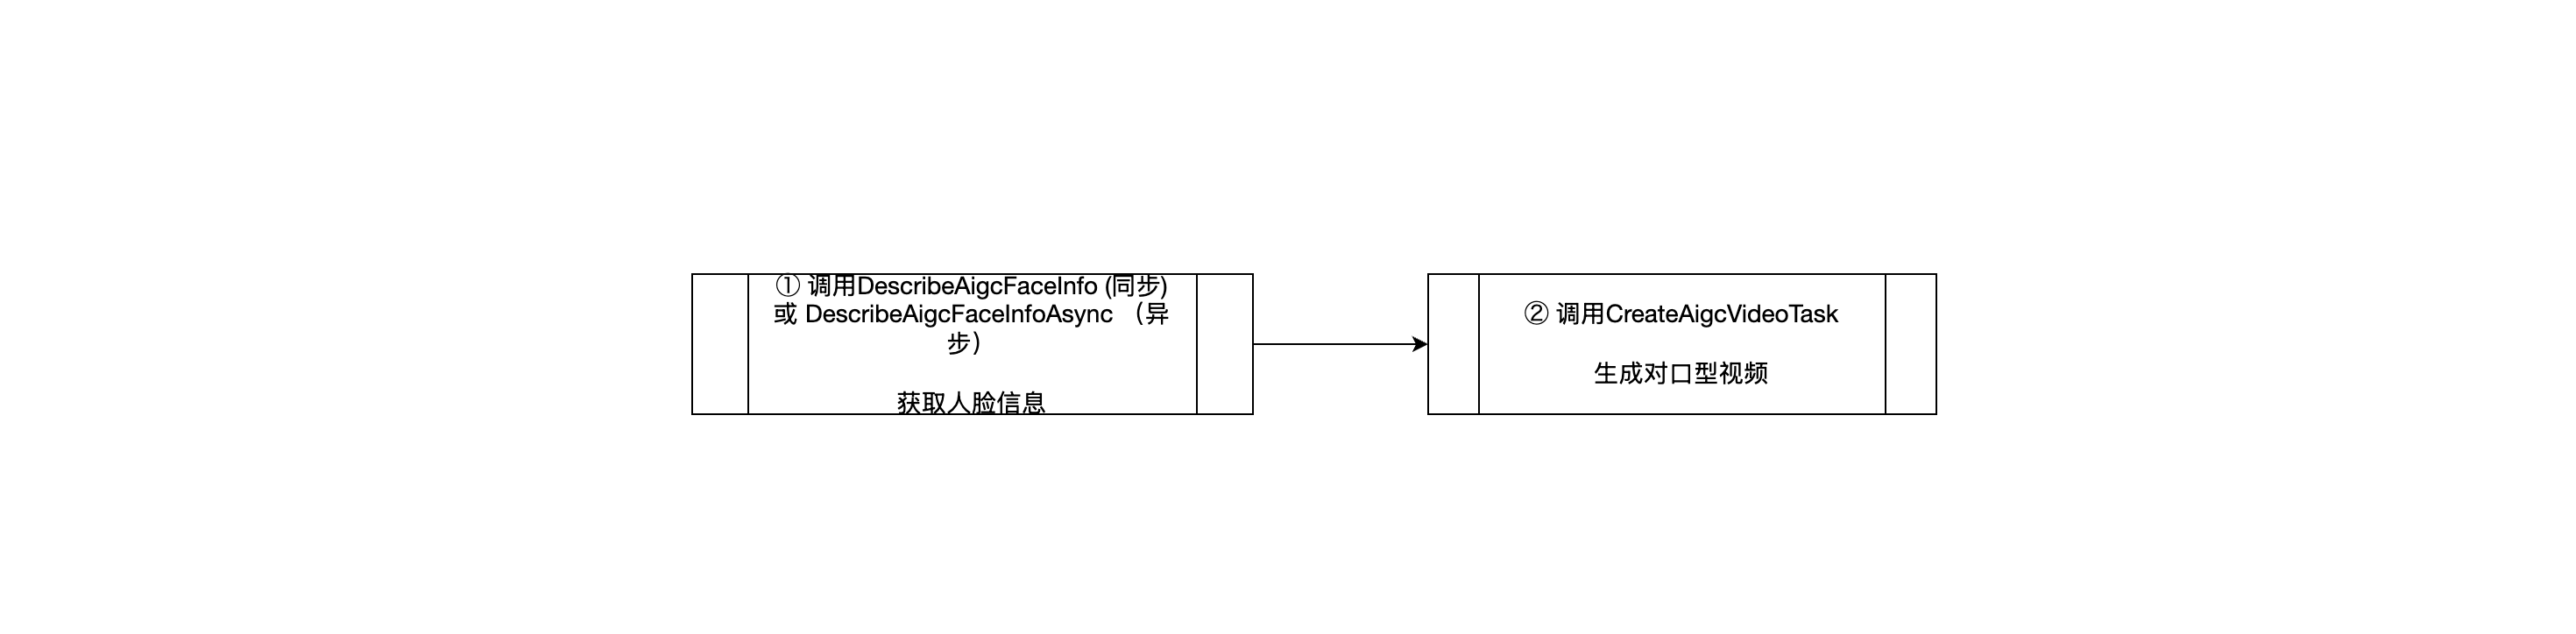 ① 调用DescribeAigcFaceInfo (同步)
或 DescribeAigcFaceInfoAsync （异
步）
获取人脸信息
② 调用CreateAigcVideoTask
生成对口型视频